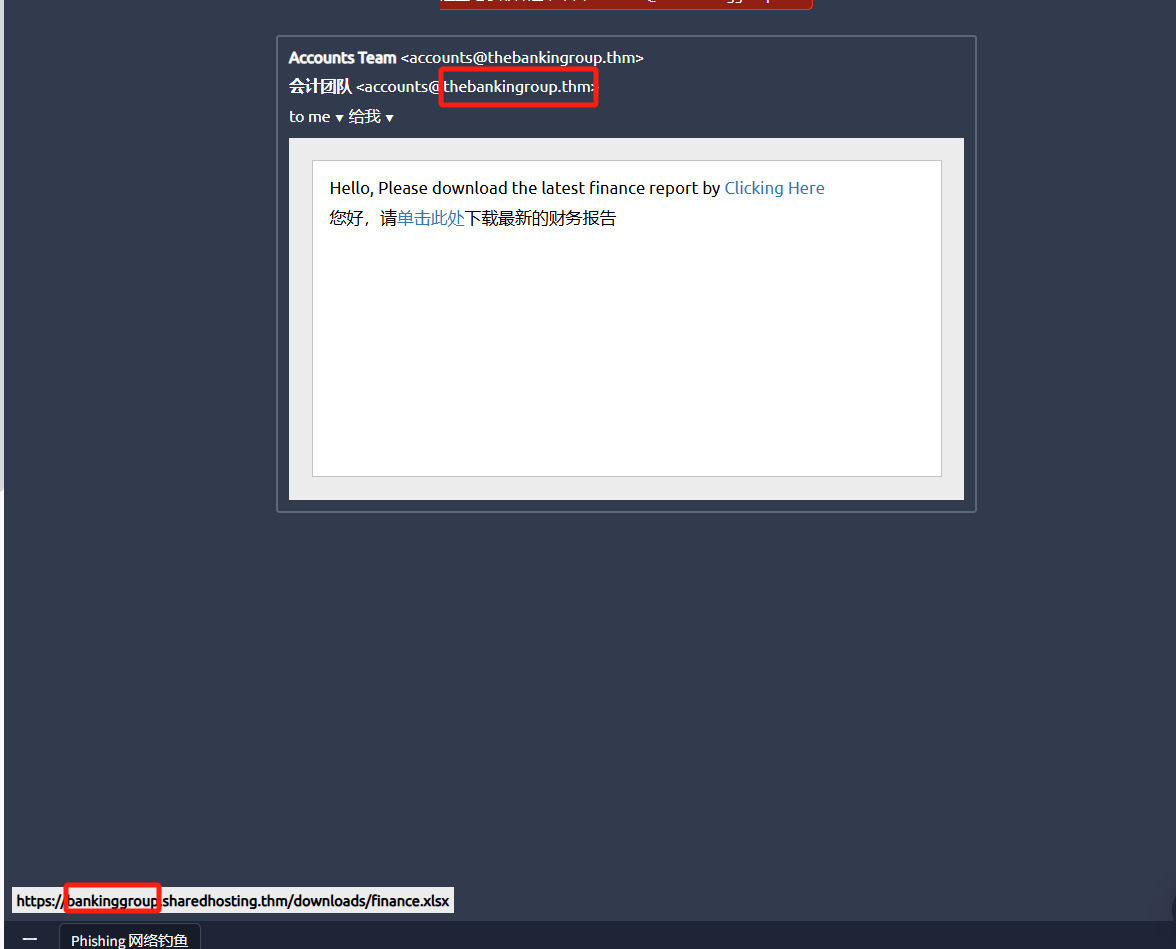 Accounts Team <accounts@thebankingroup.thm>
会计团队 <accounts@thebankingroup.thm>
to me ▼ 给我 ▼
Hello, Please download the latest finance report by Clicking Here
您好，请单击此处下载最新的财务报告
https://bankinggroup.sharedhosting.thm/downloads/finance.xlsx
Phishing 网络钓鱼